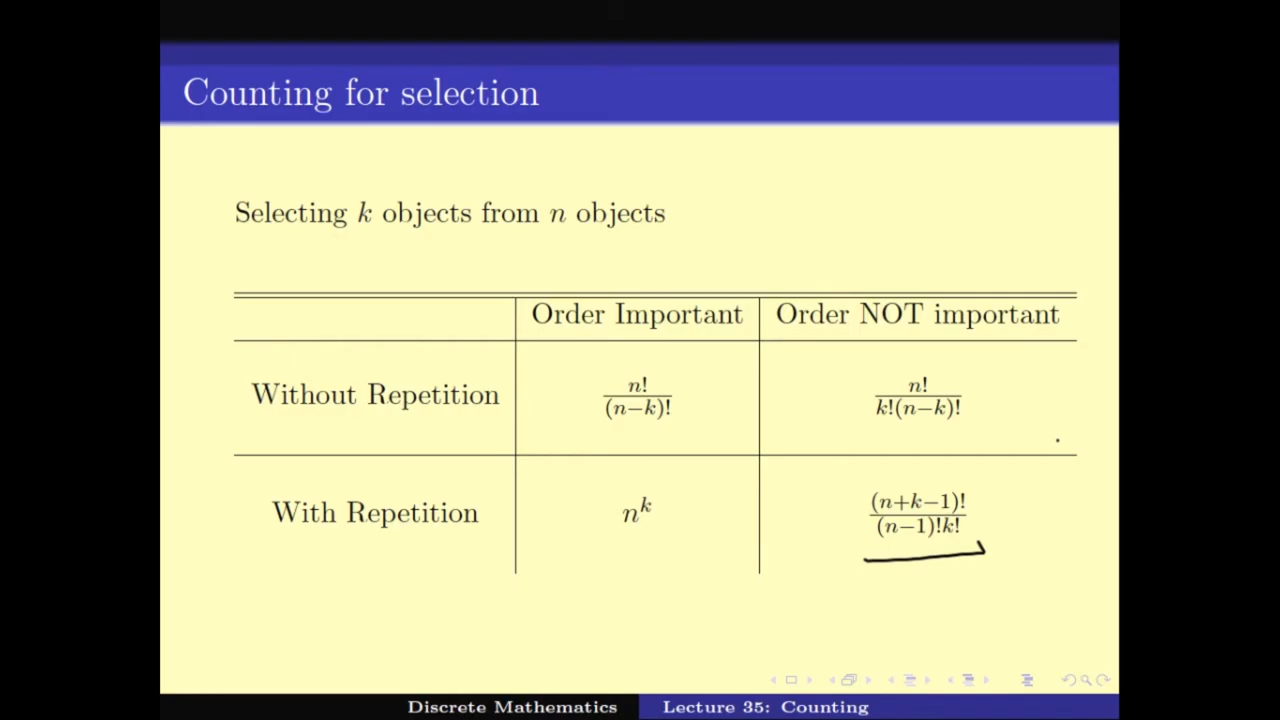 Counting for selection
Selecting k objects from n objects
Order Important Order NOT important
Without Repetition n!/(n−k)! n!/k!(n−k)!
With Repetition n^k (n+k−1)!/(n−1)!k!
Discrete Mathematics Lecture 35: Counting